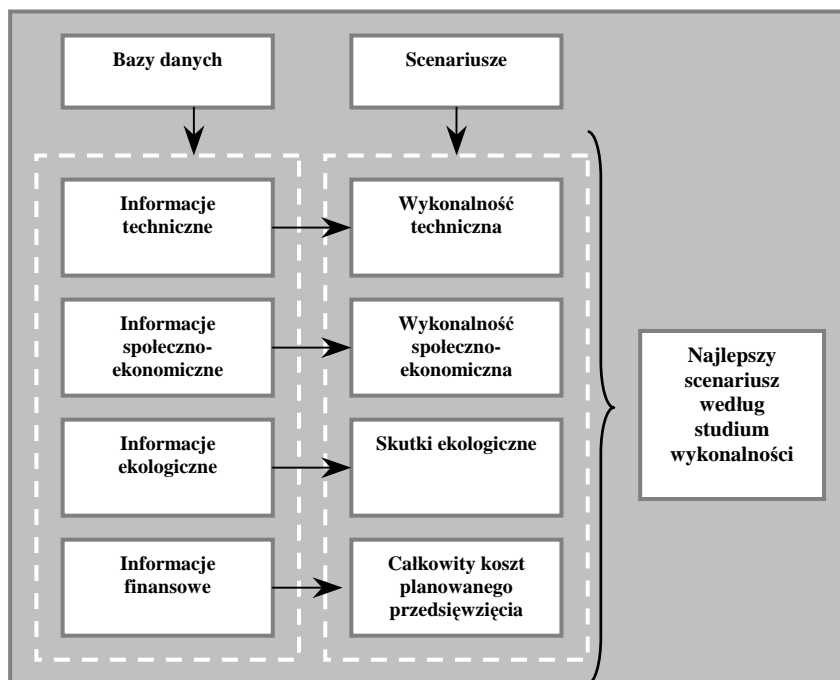 Bazy danych
Scenariusze
Informacje
techniczne
Wykonalność
techniczna
Informacje
społeczno-
ekonomiczne
Wykonalność
społeczno-
ekonomiczna
Informacje
ekologiczne
Skutki ekologiczne
Informacje
finansowe
Całkowity koszt
planowanego
przedsięwzięcia
Najlepszy
scenariusz
według
studium
wykonalności